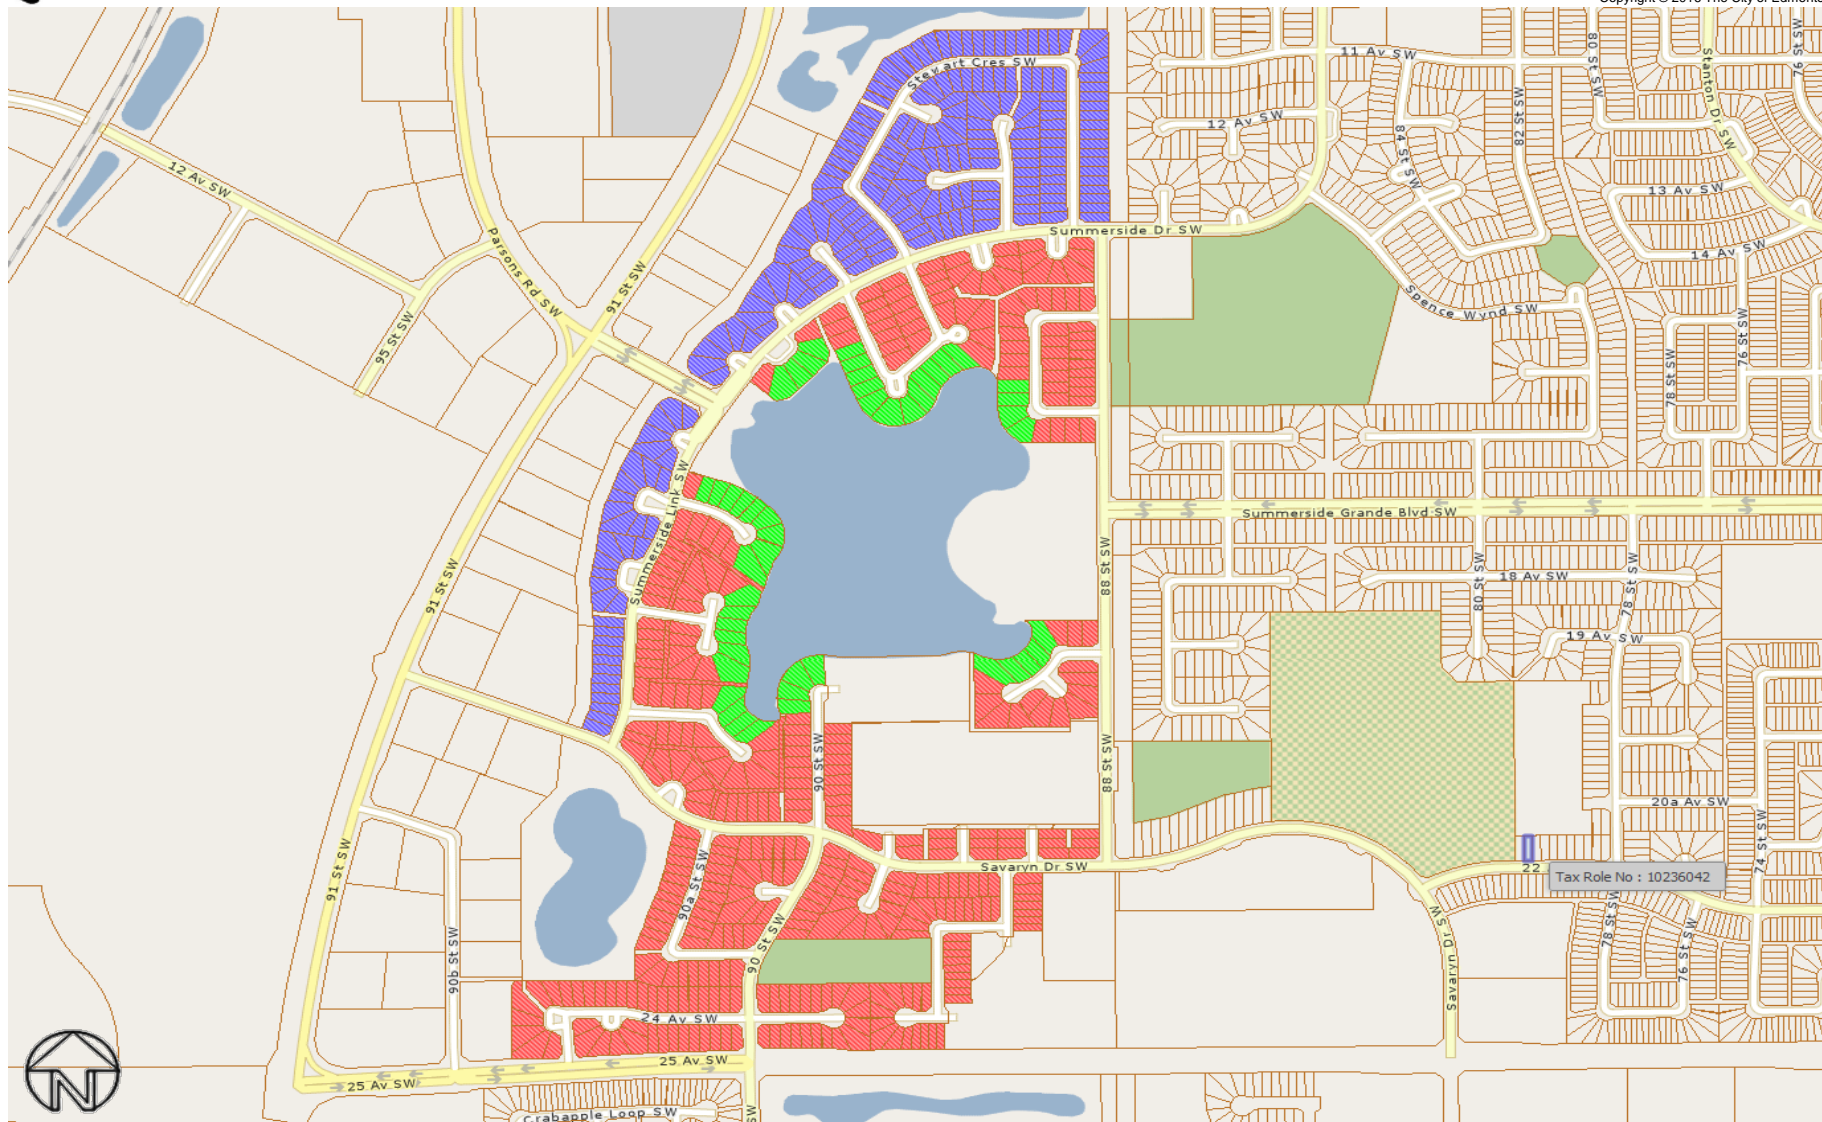 Copyright © 2013 The City of Edmonto
11 Av SW
80 St SW
Stanton Dr SW
76 St SW
Stewart Cres SW
12 Av SW
82 St SW
84 St SW
12 Av SW
13 Av SW
Parsons Rd SW
Summerside Dr SW
14 Av SW
91 St SW
Spence Wynd SW
95 St SW
76 St SW
78 St SW
Summerside Link SW
Summerside Grande Blvd SW
91 St SW
88 St SW
18 Av SW
80 St SW
78 St SW
19 Av SW
90 St SW
88 St SW
20a Av SW
74 St SW
91 St SW
90a St SW
Savaryn Dr SW
22
Tax Role No : 10236042
90 St SW
78 St SW
76 St SW
Savaryn Dr SW
90b St SW
24 Av SW
25 Av SW
25 Av SW
Crabapple Loop SW
SW
N